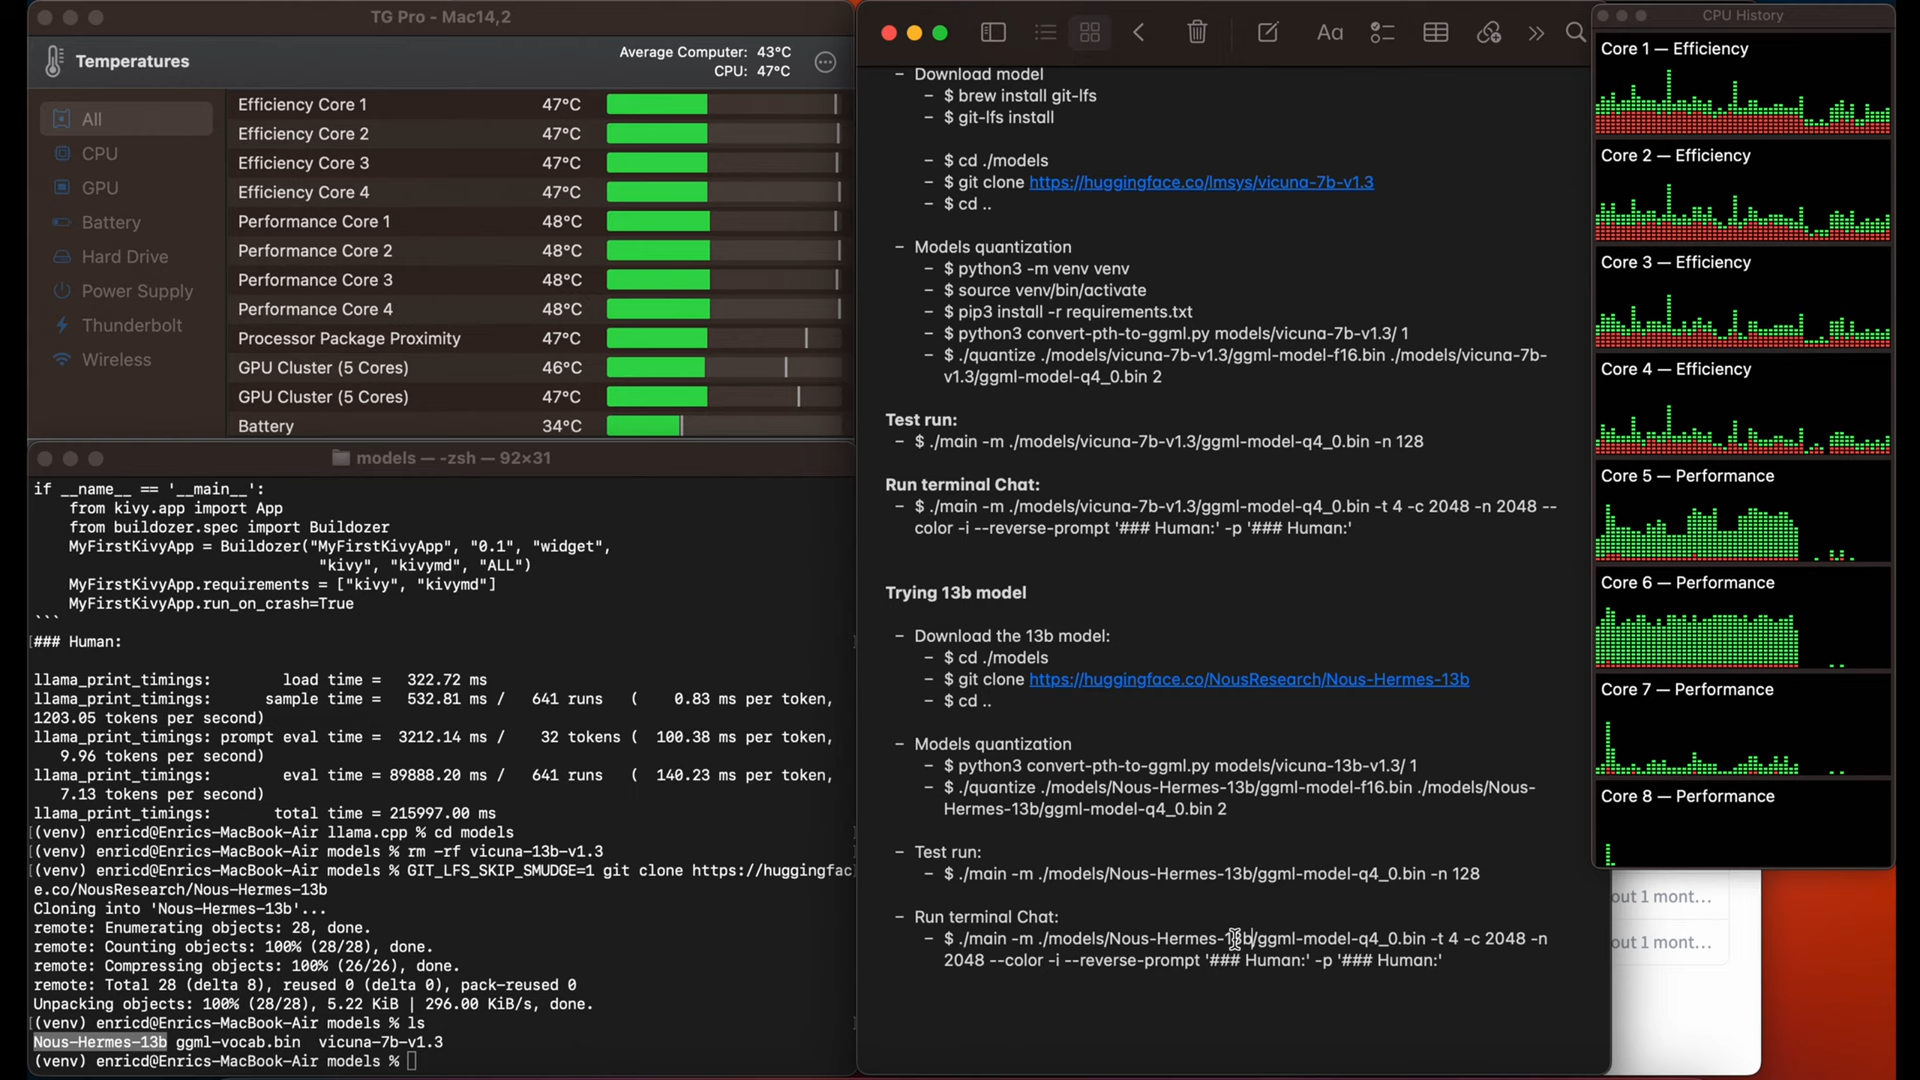 TG Pro - Mac14,2
Temperatures
Average Computer: 43°C
CPU: 47°C
All
CPU
GPU
Battery
Hard Drive
Power Supply
Thunderbolt
Wireless
Efficiency Core 1 47°C
Efficiency Core 2 47°C
Efficiency Core 3 47°C
Efficiency Core 4 47°C
Performance Core 1 48°C
Performance Core 2 48°C
Performance Core 3 48°C
Performance Core 4 48°C
Processor Package Proximity 47°C
GPU Cluster (5 Cores) 46°C
GPU Cluster (5 Cores) 47°C
Battery 34°C
models — -zsh — 92×31
if __name__ == '__main__':
    from kivy.app import App
    from buildozer.spec import Buildozer
    MyFirstKivyApp = Buildozer("MyFirstKivyApp", "0.1", "widget",
                                 "kivy", "kivymd", "ALL")
    MyFirstKivyApp.requirements = ["kivy", "kivymd"]
    MyFirstKivyApp.run_on_crash=True
```
### Human:
llama_print_timings:        load time =   322.72 ms
llama_print_timings:      sample time =   532.81 ms /   641 runs   (    0.83 ms per token,
1203.05 tokens per second)
llama_print_timings: prompt eval time =  3212.14 ms /    32 tokens (  100.38 ms per token,
   9.96 tokens per second)
llama_print_timings:        eval time = 89888.20 ms /   641 runs   (  140.23 ms per token,
   7.13 tokens per second)
llama_print_timings:       total time = 215997.00 ms
(venv) enricd@Enrics-MacBook-Air llama.cpp % cd models
(venv) enricd@Enrics-MacBook-Air models % rm -rf vicuna-13b-v1.3
(venv) enricd@Enrics-MacBook-Air models % GIT_LFS_SKIP_SMUDGE=1 git clone https://huggingfac
e.co/NousResearch/Nous-Hermes-13b
Cloning into 'Nous-Hermes-13b'...
remote: Enumerating objects: 28, done.
remote: Counting objects: 100% (28/28), done.
remote: Compressing objects: 100% (26/26), done.
remote: Total 28 (delta 8), reused 0 (delta 0), pack-reused 0
Unpacking objects: 100% (28/28), 5.22 KiB | 296.00 KiB/s, done.
(venv) enricd@Enrics-MacBook-Air models % ls
Nous-Hermes-13b ggml-vocab.bin  vicuna-7b-v1.3
(venv) enricd@Enrics-MacBook-Air models %
Aa
– Download model
– $ brew install git-lfs
– $ git-lfs install
– $ cd ./models
– $ git clone https://huggingface.co/lmsys/vicuna-7b-v1.3
– $ cd ..
– Models quantization
– $ python3 -m venv venv
– $ source venv/bin/activate
– $ pip3 install -r requirements.txt
– $ python3 convert-pth-to-ggml.py models/vicuna-7b-v1.3/ 1
– $ ./quantize ./models/vicuna-7b-v1.3/ggml-model-f16.bin ./models/vicuna-7b-
v1.3/ggml-model-q4_0.bin 2
Test run:
– $ ./main -m ./models/vicuna-7b-v1.3/ggml-model-q4_0.bin -n 128
Run terminal Chat:
– $ ./main -m ./models/vicuna-7b-v1.3/ggml-model-q4_0.bin -t 4 -c 2048 -n 2048 --
color -i --reverse-prompt '### Human:' -p '### Human:'
Trying 13b model
– Download the 13b model:
– $ cd ./models
– $ git clone https://huggingface.co/NousResearch/Nous-Hermes-13b
– $ cd ..
– Models quantization
– $ python3 convert-pth-to-ggml.py models/vicuna-13b-v1.3/ 1
– $ ./quantize ./models/Nous-Hermes-13b/ggml-model-f16.bin ./models/Nous-
Hermes-13b/ggml-model-q4_0.bin 2
– Test run:
– $ ./main -m ./models/Nous-Hermes-13b/ggml-model-q4_0.bin -n 128
– Run terminal Chat:
– $ ./main -m ./models/Nous-Hermes-13b/ggml-model-q4_0.bin -t 4 -c 2048 -n
2048 --color -i --reverse-prompt '### Human:' -p '### Human:'
CPU History
Core 1 — Efficiency
Core 2 — Efficiency
Core 3 — Efficiency
Core 4 — Efficiency
Core 5 — Performance
Core 6 — Performance
Core 7 — Performance
Core 8 — Performance
out 1 mont...
out 1 mont...